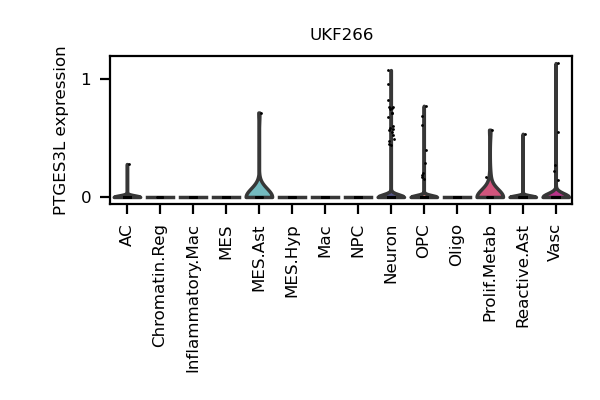 UKF266
PTGES3L expression
1
0
AC
Chromatin.Reg
Inflammatory.Mac
MES
MES.Ast
MES.Hyp
Mac
NPC
Neuron
OPC
Oligo
Prolif.Metab
Reactive.Ast
Vasc